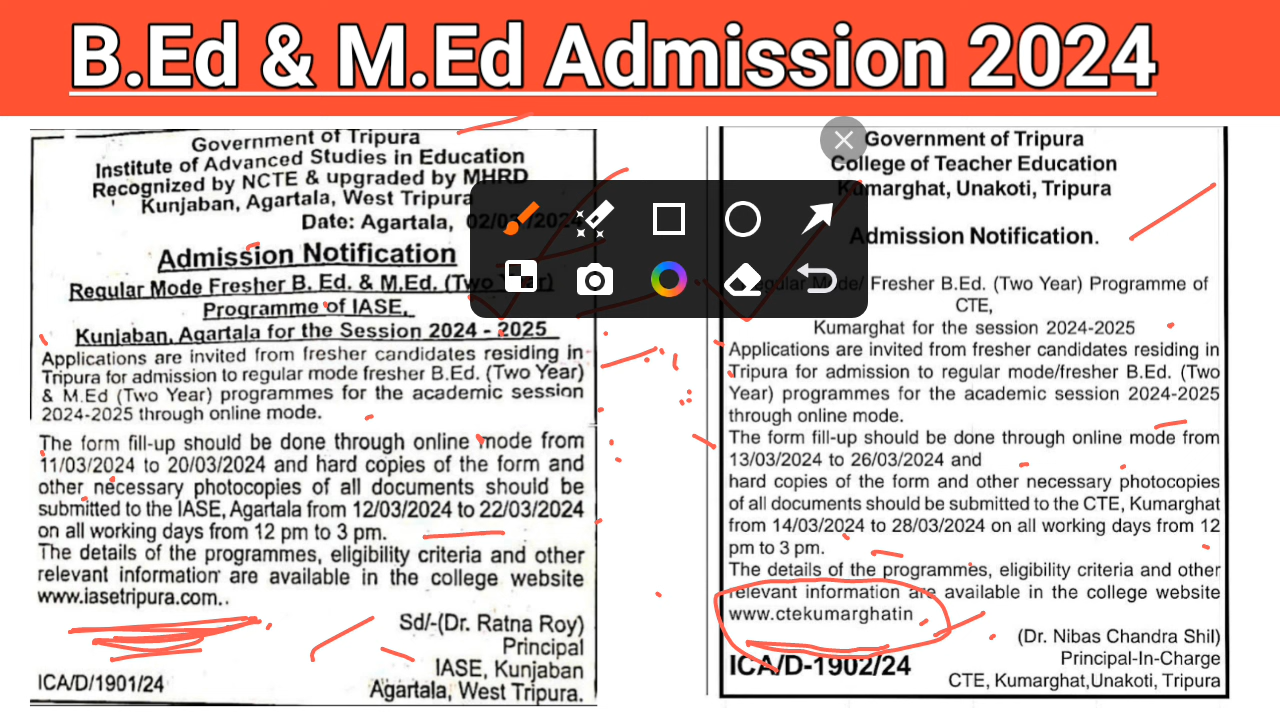 B.Ed & M.Ed Admission 2024
Government of Tripura
Institute of Advanced Studies in Education
Recognized by NCTE & upgraded by MHRD
Kunjaban, Agartala, West Tripura
Date: Agartala,
Admission Notification
Regular Mode Fresher B. Ed. & M.Ed. (Two Year)
Programme of IASE,
Kunjaban, Agartala for the Session 2024 - 2025
Applications are invited from fresher candidates residing in
Tripura for admission to regular mode fresher B.Ed. (Two Year)
& M.Ed (Two Year) programmes for the academic session
2024-2025 through online mode.
The form fill-up should be done through online mode from
11/03/2024 to 20/03/2024 and hard copies of the form and
other necessary photocopies of all documents should be
submitted to the IASE, Agartala from 12/03/2024 to 22/03/2024
on all working days from 12 pm to 3 pm.
The details of the programmes, eligibility criteria and other
relevant information are available in the college website
www.iasetripura.com..
Sd/-(Dr. Ratna Roy)
Principal
IASE, Kunjaban
Agartala, West Tripura.
ICA/D/1901/24
Government of Tripura
College of Teacher Education
Kumarghat, Unakoti, Tripura
Admission Notification.
Mode/ Fresher B.Ed. (Two Year) Programme of
CTE,
Kumarghat for the session 2024-2025
Applications are invited from fresher candidates residing in
Tripura for admission to regular mode/fresher B.Ed. (Two
Year) programmes for the academic session 2024-2025
through online mode.
The form fill-up should be done through online mode from
13/03/2024 to 26/03/2024 and
hard copies of the form and other necessary photocopies
of all documents should be submitted to the CTE, Kumarghat
from 14/03/2024 to 28/03/2024 on all working days from 12
pm to 3 pm.
The details of the programmes, eligibility criteria and other
relevant information are available in the college website
www.ctekumarghatin
(Dr. Nibas Chandra Shil)
Principal-In-Charge
CTE, Kumarghat,Unakoti, Tripura
ICA/D-1902/24